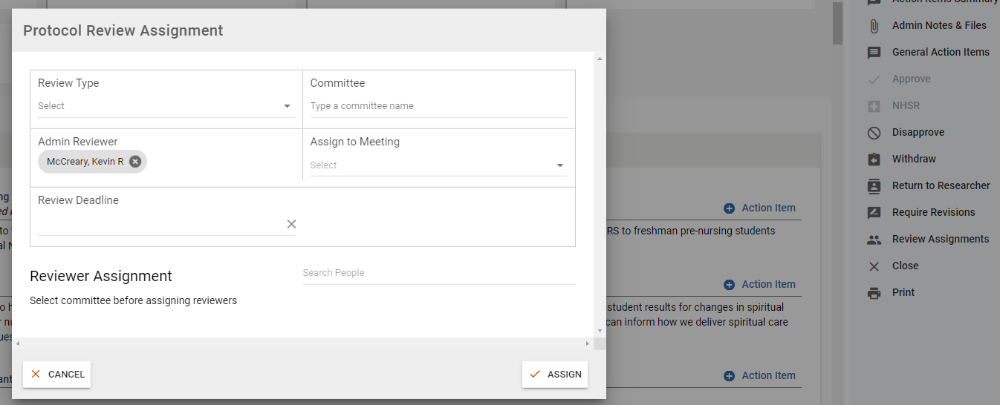 Protocol Review Assignment
Review Type
Select
Committee
Type a committee name
Admin Reviewer
McCreary, Kevin R
Assign to Meeting
Select
Review Deadline
Reviewer Assignment
Search People
Select committee before assigning reviewers
CANCEL
ASSIGN
Action Item
RS to freshman pre-nursing students
Action Item
student results for changes in spiritual
can inform how we deliver spiritual care
Action Item
Action Items Summary
Admin Notes & Files
General Action Items
Approve
NHSR
Disapprove
Withdraw
Return to Researcher
Require Revisions
Review Assignments
Close
Print